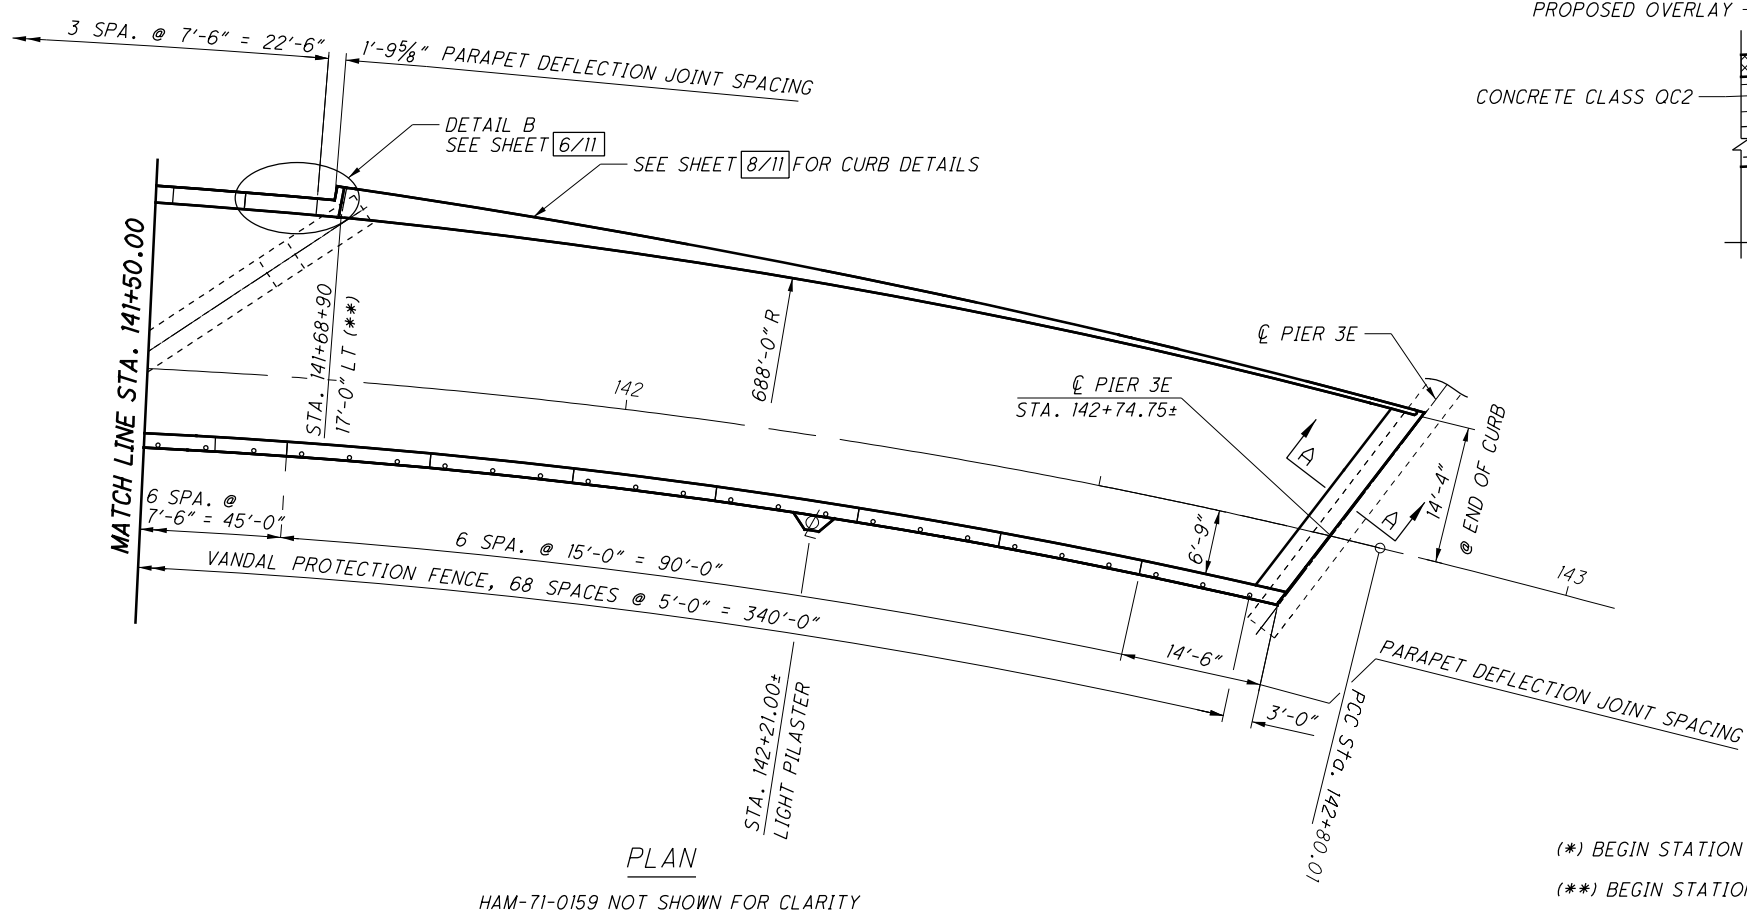 PROPOSED OVERLAY
3 SPA. @ 7'-6" = 22'-6"
1'-9⅝" PARAPET DEFLECTION JOINT SPACING
CONCRETE CLASS QC2
DETAIL B
SEE SHEET 6/11
SEE SHEET 8/11 FOR CURB DETAILS
MATCH LINE STA. 141+50.00
STA. 141+68+90
17'-0" LT (**)
688'-0" R
142
℄ PIER 3E
℄ PIER 3E
STA. 142+74.75±
A
A
14'-4"
@ END OF CURB
6'-9"
143
6 SPA. @
7'-6" = 45'-0"
6 SPA. @ 15'-0" = 90'-0"
VANDAL PROTECTION FENCE, 68 SPACES @ 5'-0" = 340'-0"
14'-6"
3'-0"
PARAPET DEFLECTION JOINT SPACING
PCC Sta. 142+80.01
STA. 142+21.00±
LIGHT PILASTER
PLAN
HAM-71-0159 NOT SHOWN FOR CLARITY
(*) BEGIN STATION
(**) BEGIN STATION